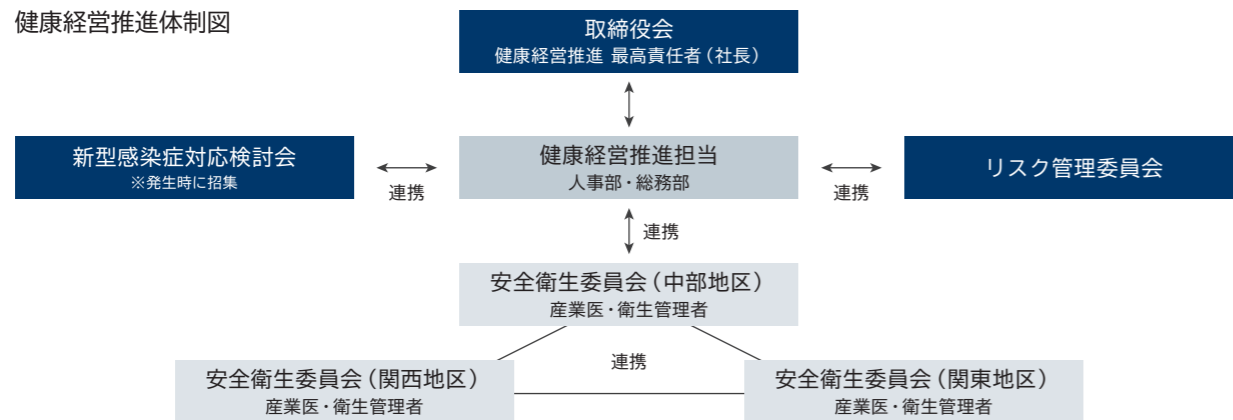 健康経営推進体制図
取締役会
健康経営推進 最高責任者（社長）
新型感染症対応検討会
※発生時に招集
連携
健康経営推進担当
人事部・総務部
連携
リスク管理委員会
連携
安全衛生委員会（中部地区）
産業医・衛生管理者
連携
安全衛生委員会（関西地区）
産業医・衛生管理者
安全衛生委員会（関東地区）
産業医・衛生管理者